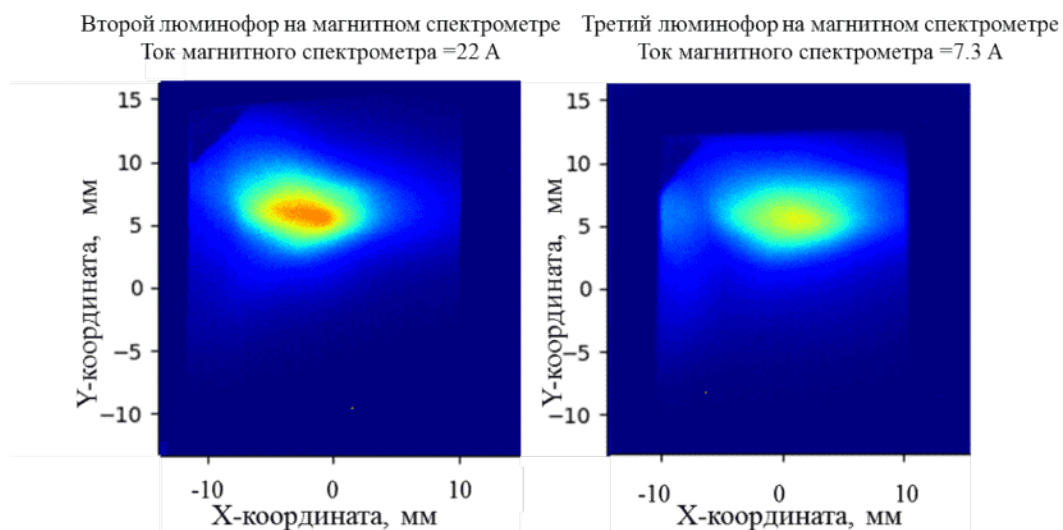 Второй люминофор на магнитном спектрометре
Ток магнитного спектрометра =22 А
15
10
5
0
−5
−10
Y-координата, мм
-10 0 10
X-координата, мм
Третий люминофор на магнитном спектрометре
Ток магнитного спектрометра =7.3 А
15
10
5
0
−5
−10
Y-координата, мм
-10 0 10
X-координата, мм